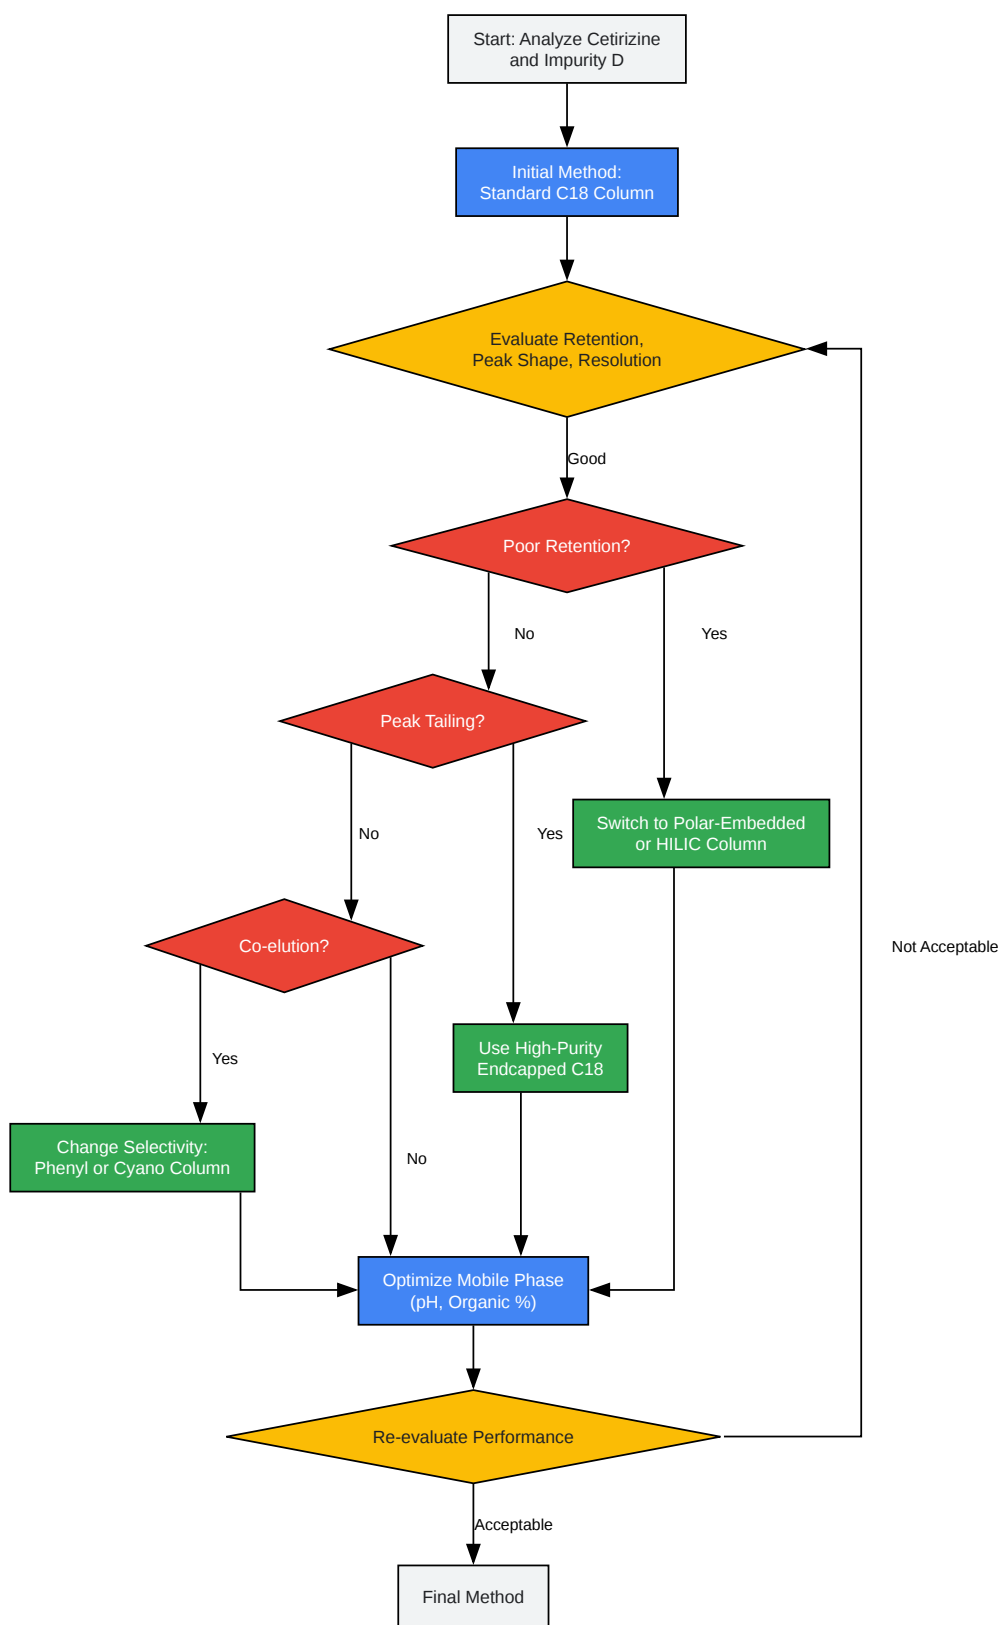 Start: Analyze Cetirizine
and Impurity D
Initial Method:
Standard C18 Column
Evaluate Retention,
Peak Shape, Resolution
Good
Poor Retention?
No
Yes
Peak Tailing?
Switch to Polar-Embedded
or HILIC Column
No
Yes
Co-elution?
Not Acceptable
Use High-Purity
Endcapped C18
Yes
Change Selectivity:
Phenyl or Cyano Column
No
Optimize Mobile Phase
(pH, Organic %)
Re-evaluate Performance
Acceptable
Final Method